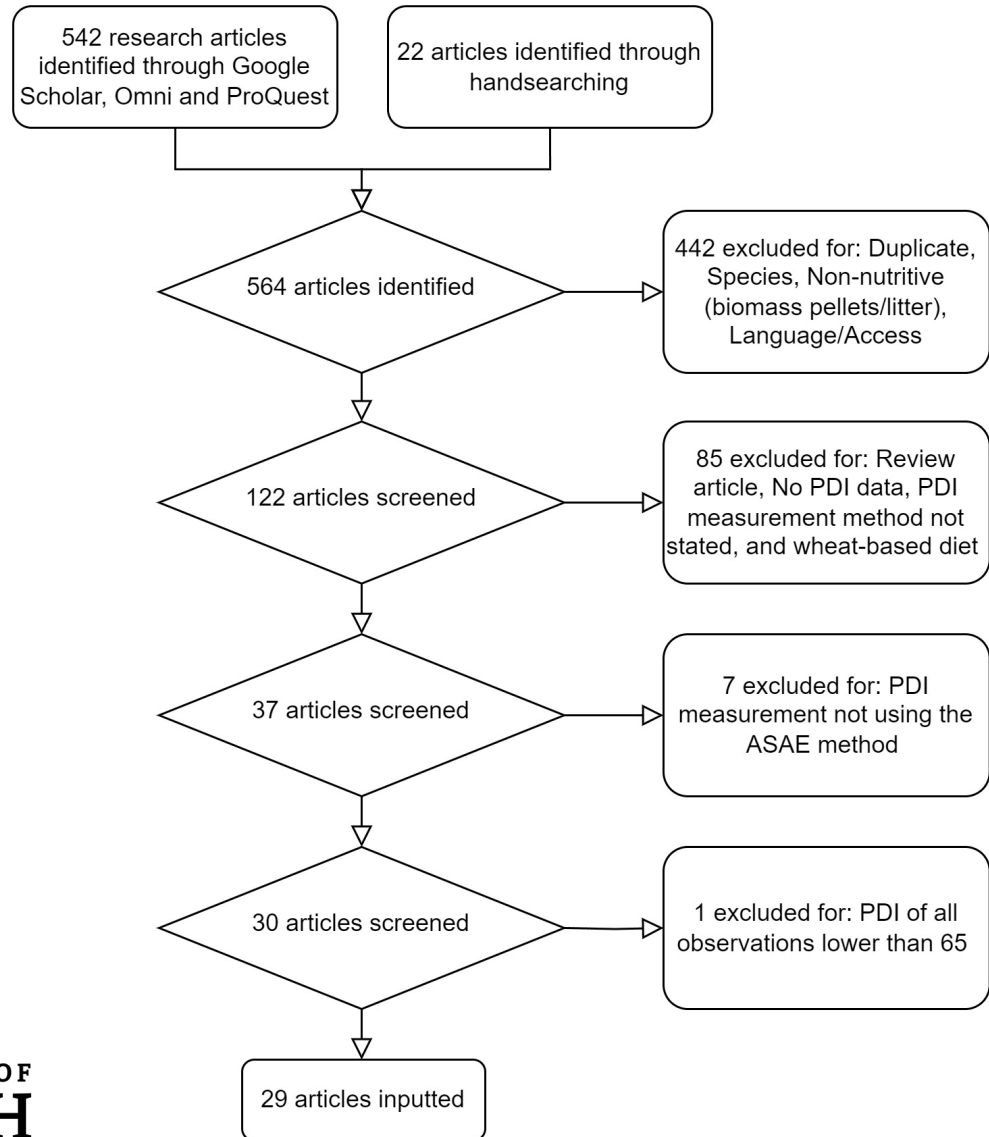 542 research articles
identified through Google
Scholar, Omni and ProQuest
22 articles identified through
handsearching
564 articles identified
442 excluded for: Duplicate,
Species, Non-nutritive
(biomass pellets/litter),
Language/Access
122 articles screened
85 excluded for: Review
article, No PDI data, PDI
measurement method not
stated, and wheat-based diet
37 articles screened
7 excluded for: PDI
measurement not using the
ASAE method
30 articles screened
1 excluded for: PDI of all
observations lower than 65
29 articles inputted
OF
H